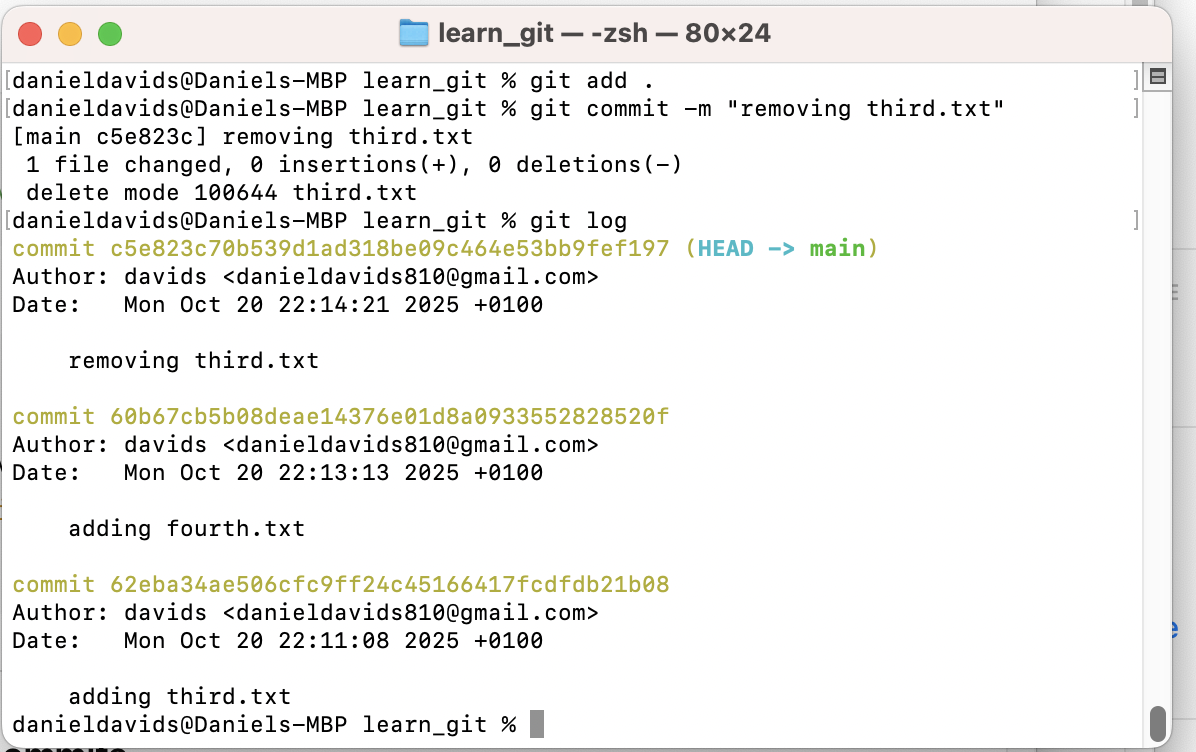 learn_git — -zsh — 80×24
[danieldavids@Daniels-MBP learn_git % git add . ]
[danieldavids@Daniels-MBP learn_git % git commit -m "removing third.txt" ]
[main c5e823c] removing third.txt
 1 file changed, 0 insertions(+), 0 deletions(-)
 delete mode 100644 third.txt
[danieldavids@Daniels-MBP learn_git % git log ]
commit c5e823c70b539d1ad318be09c464e53bb9fef197 (HEAD -> main)
Author: davids <danieldavids810@gmail.com>
Date:   Mon Oct 20 22:14:21 2025 +0100
    removing third.txt
commit 60b67cb5b08deae14376e01d8a0933552828520f
Author: davids <danieldavids810@gmail.com>
Date:   Mon Oct 20 22:13:13 2025 +0100
    adding fourth.txt
commit 62eba34ae506cfc9ff24c45166417fcdfdb21b08
Author: davids <danieldavids810@gmail.com>
Date:   Mon Oct 20 22:11:08 2025 +0100
    adding third.txt
danieldavids@Daniels-MBP learn_git %